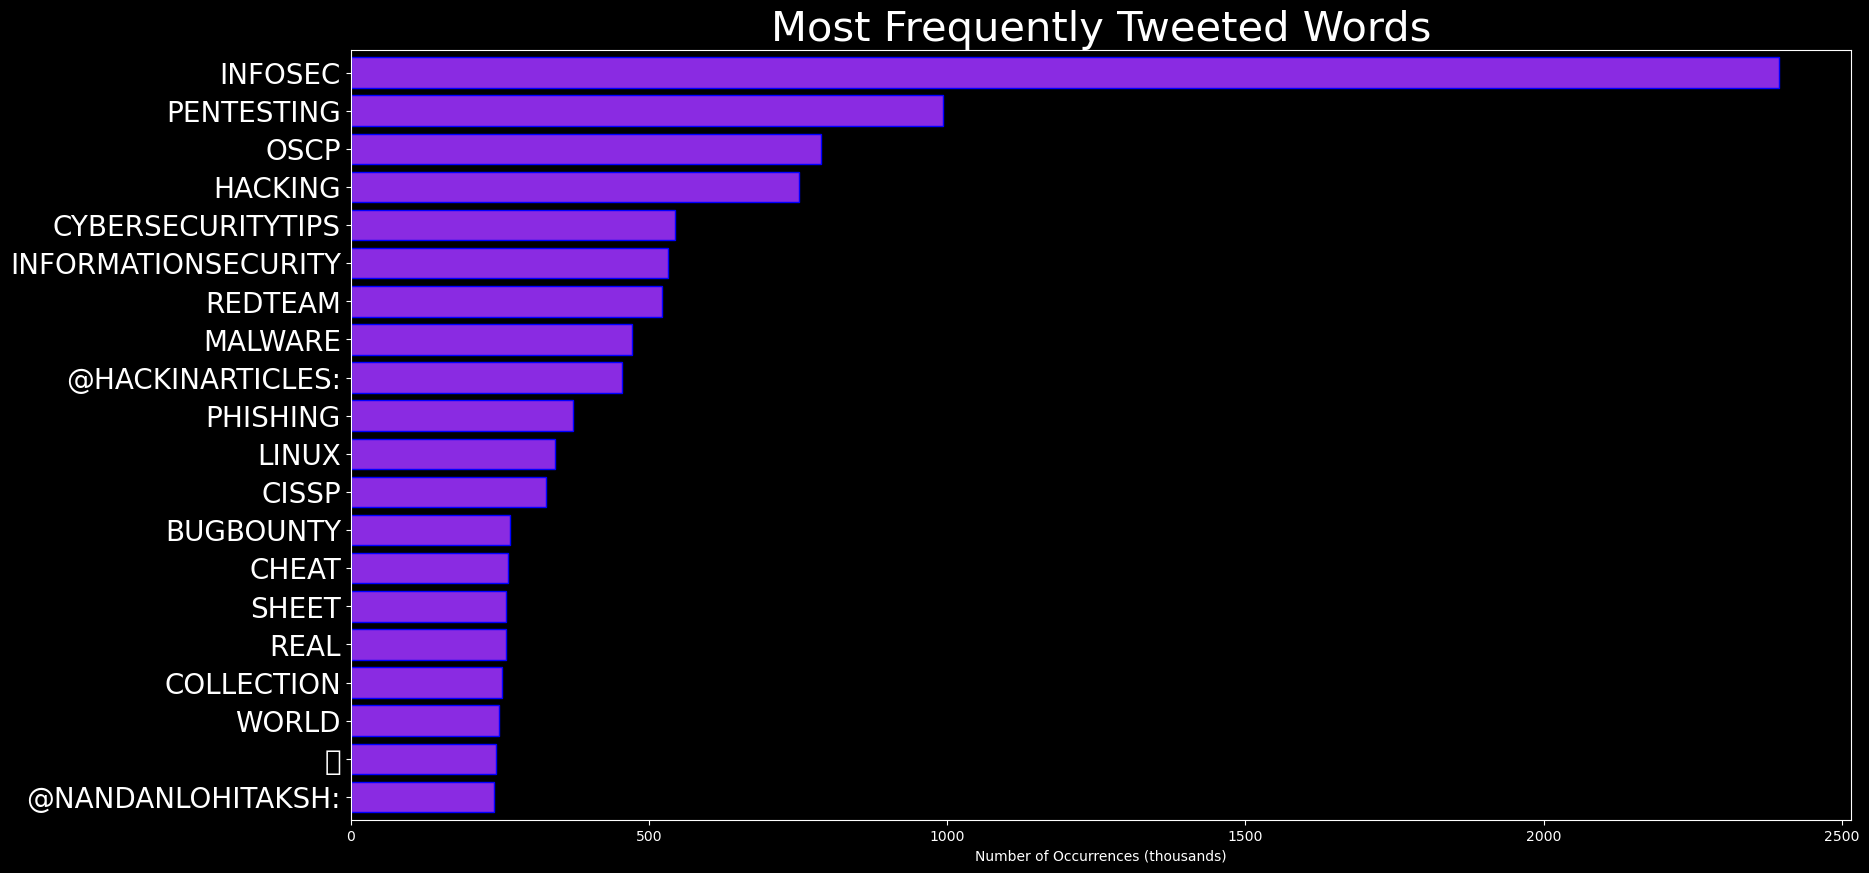 Most Frequently Tweeted Words
INFOSEC
PENTESTING
OSCP
HACKING
CYBERSECURITYTIPS
INFORMATIONSECURITY
REDTEAM
MALWARE
@HACKINARTICLES:
PHISHING
LINUX
CISSP
BUGBOUNTY
CHEAT
SHEET
REAL
COLLECTION
WORLD
@NANDANLOHITAKSH:
0 500 1000 1500 2000 2500
Number of Occurrences (thousands)